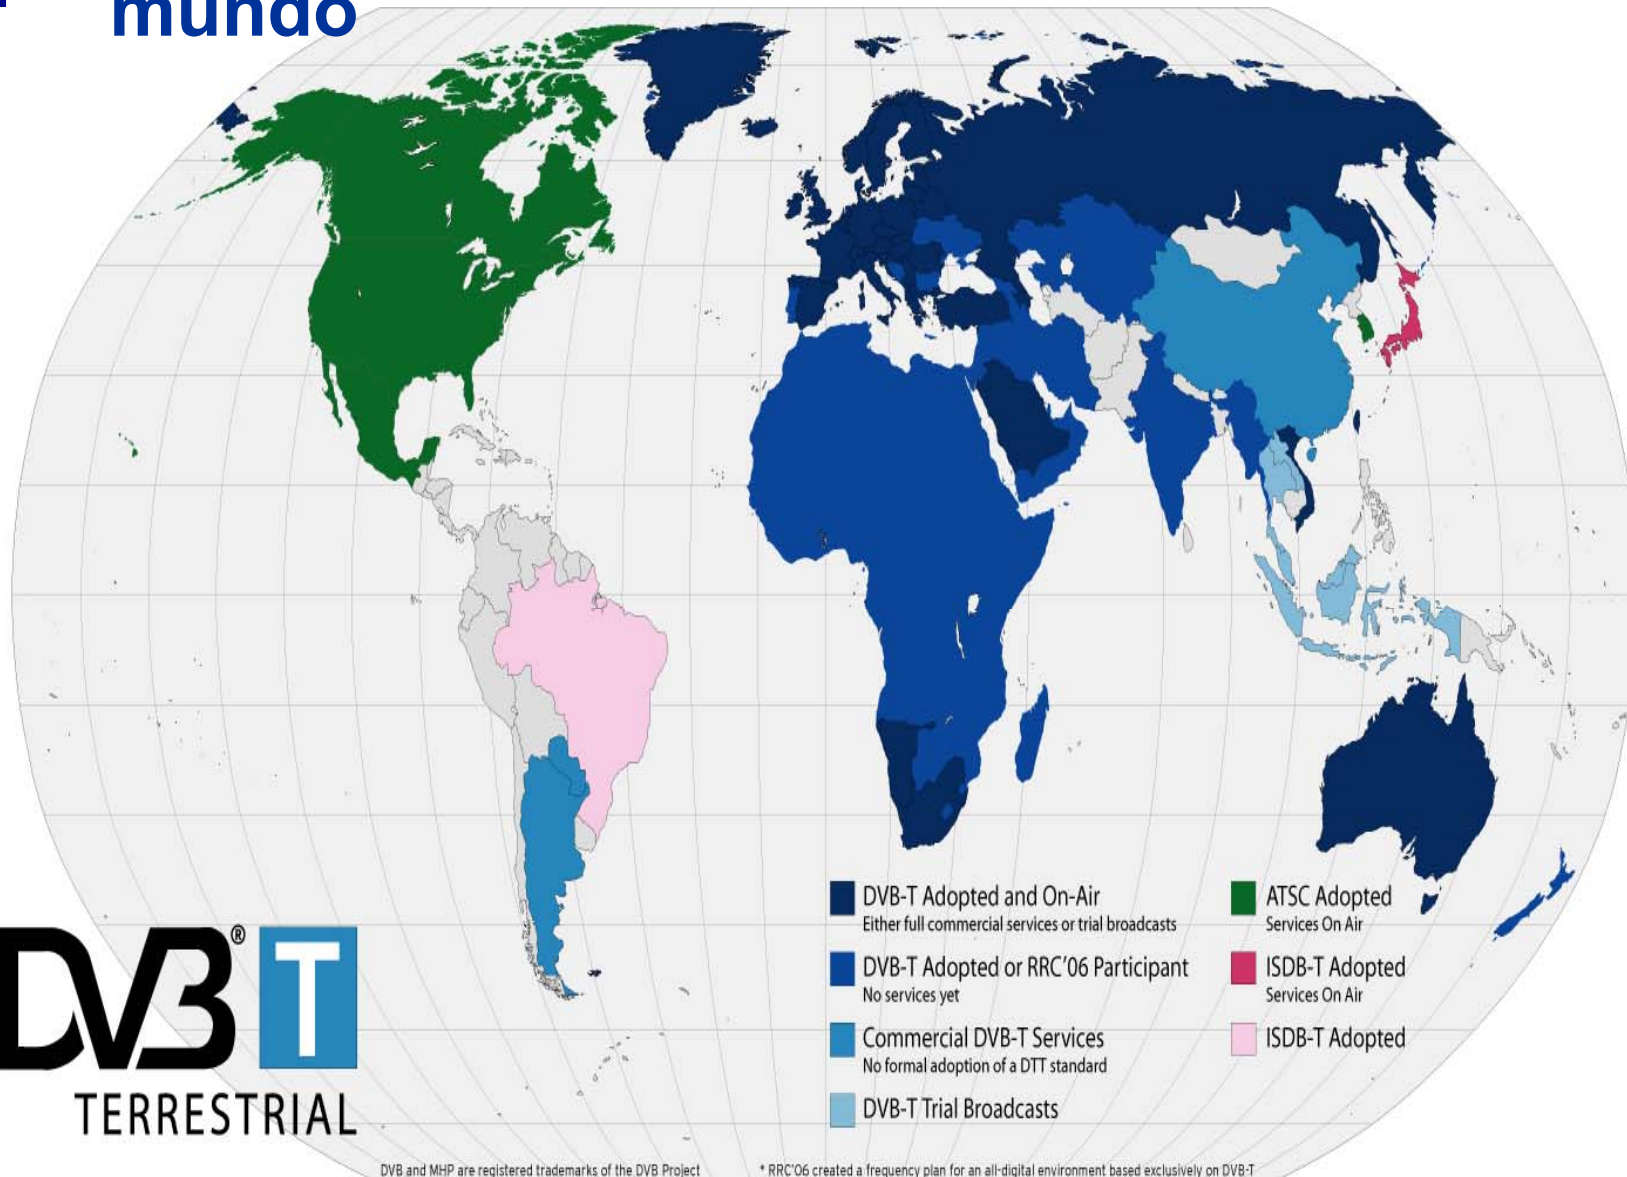 mundo
DVB-T Adopted and On-Air
Either full commercial services or trial broadcasts
DVB-T Adopted or RRC'06 Participant
No services yet
Commercial DVB-T Services
No formal adoption of a DTT standard
DVB-T Trial Broadcasts
ATSC Adopted
Services On Air
ISDB-T Adopted
Services On Air
ISDB-T Adopted
DVB® T
TERRESTRIAL
DVB and MHP are registered trademarks of the DVB Project
* RRC'06 created a frequency plan for an all-digital environment based exclusively on DVB-T